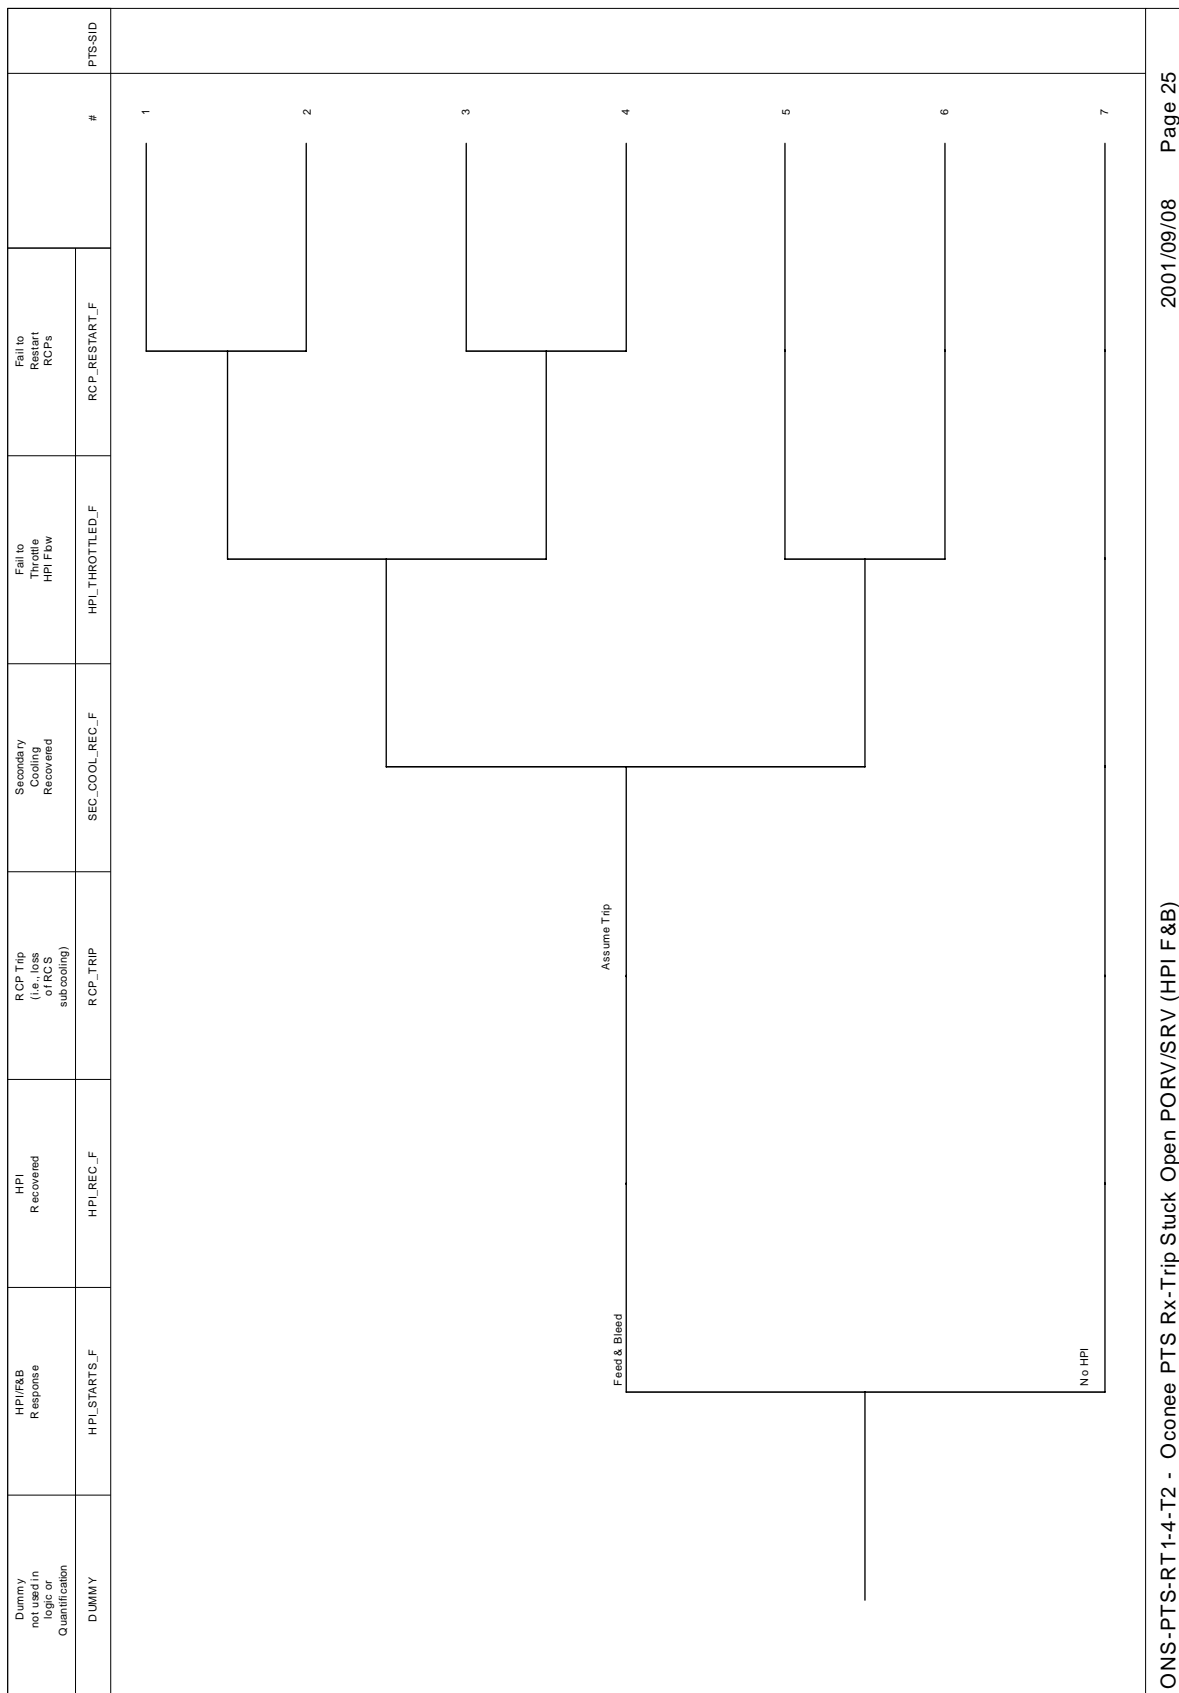 Dummy
not used in
logic or
Quantification
HPI/F&B
Response
HPI
Recovered
RCP Trip
(i.e., loss
of RCS
subcooling)
Secondary
Cooling
Recovered
Fail to
Throttle
HPI Flow
Fail to
Restart
RCPs
DUMMY
HPI_STARTS_F
HPI_REC_F
RCP_TRIP
SEC_COOL_REC_F
HPI_THROTTLED_F
RCP_RESTART_F
#
PTS-SID
1
2
3
4
5
6
7
Feed & Bleed
Assume Trip
No HPI
ONS-PTS-RT1-4-T2 - Oconee PTS Rx-Trip Stuck Open PORV/SRV (HPI F&B) 2001/09/08 Page 25